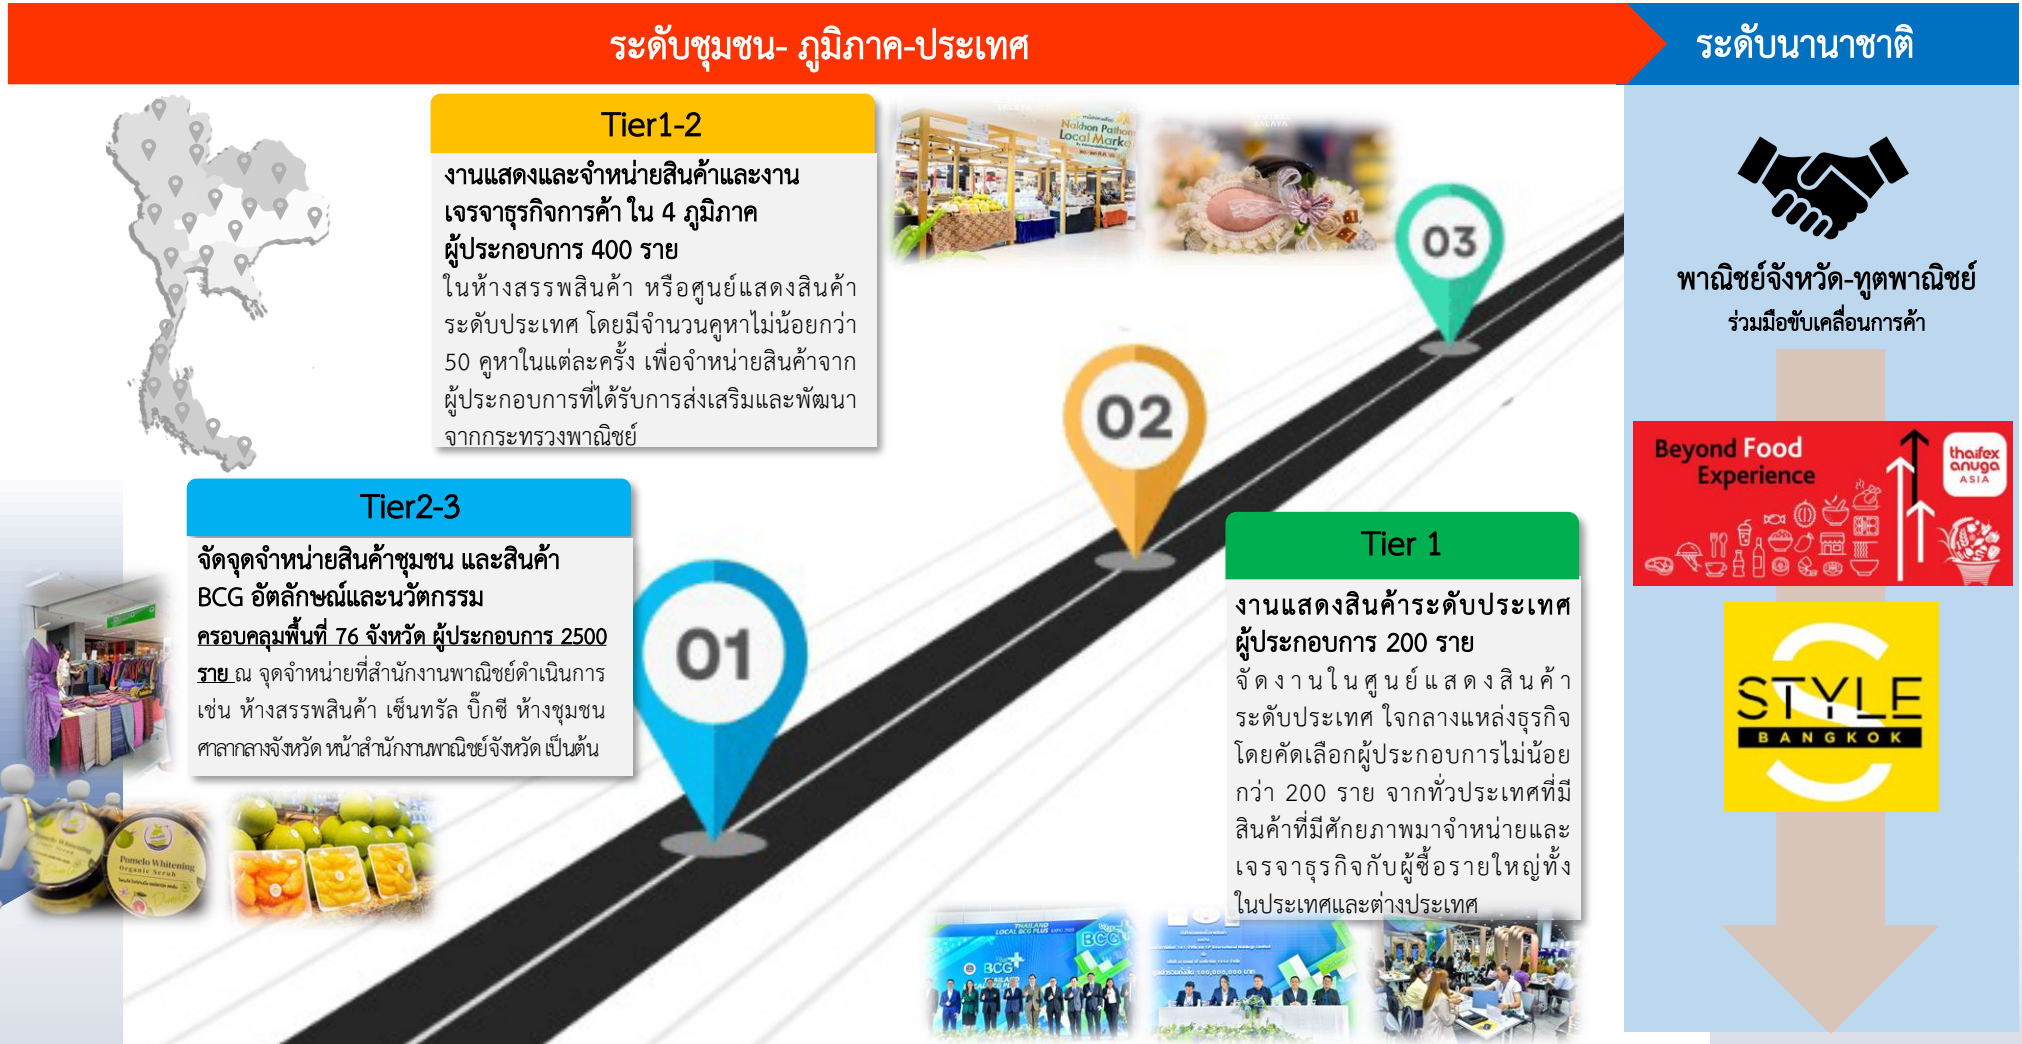 ระดับชุมชน- ภูมิภาค-ประเทศ
ระดับนานาชาติ
Tier1-2
งานแสดงและจำหน่ายสินค้าและงาน
เจรจาธุรกิจการค้า ใน 4 ภูมิภาค
ผู้ประกอบการ 400 ราย
ในห้างสรรพสินค้า หรือศูนย์แสดงสินค้า
ระดับประเทศ โดยมีจำนวนคูหาไม่น้อยกว่า
50 คูหาในแต่ละครั้ง เพื่อจำหน่ายสินค้าจาก
ผู้ประกอบการที่ได้รับการส่งเสริมและพัฒนา
จากกระทรวงพาณิชย์
Nakhon Pathom
Local Market
03
02
01
Tier2-3
จัดจุดจำหน่ายสินค้าชุมชน และสินค้า
BCG อัตลักษณ์และนวัตกรรม
ครอบคลุมพื้นที่ 76 จังหวัด ผู้ประกอบการ 2500
ราย ณ จุดจำหน่ายที่สำนักงานพาณิชย์ดำเนินการ
เช่น ห้างสรรพสินค้า เซ็นทรัล บิ๊กซี ห้างชุมชน
ศาลากลางจังหวัด หน้าสำนักงานพาณิชย์จังหวัด เป็นต้น
Pomelo Whitening
Organic Scrub
Tier 1
งานแสดงสินค้าระดับประเทศ
ผู้ประกอบการ 200 ราย
จัดงานในศูนย์แสดงสินค้า
ระดับประเทศ ใจกลางแหล่งธุรกิจ
โดยคัดเลือกผู้ประกอบการไม่น้อย
กว่า 200 ราย จากทั่วประเทศที่มี
สินค้าที่มีศักยภาพมาจำหน่ายและ
เจรจาธุรกิจกับผู้ซื้อรายใหญ่ทั้ง
ในประเทศและต่างประเทศ
THAILAND
LOCAL BCG PLUS
BCG
BCG+
THAILAND
LOCAL BCG PLUS
พาณิชย์จังหวัด-ทูตพาณิชย์
ร่วมมือขับเคลื่อนการค้า
Beyond Food
Experience
thaifex
anuga
ASIA
STYLE
BANGKOK